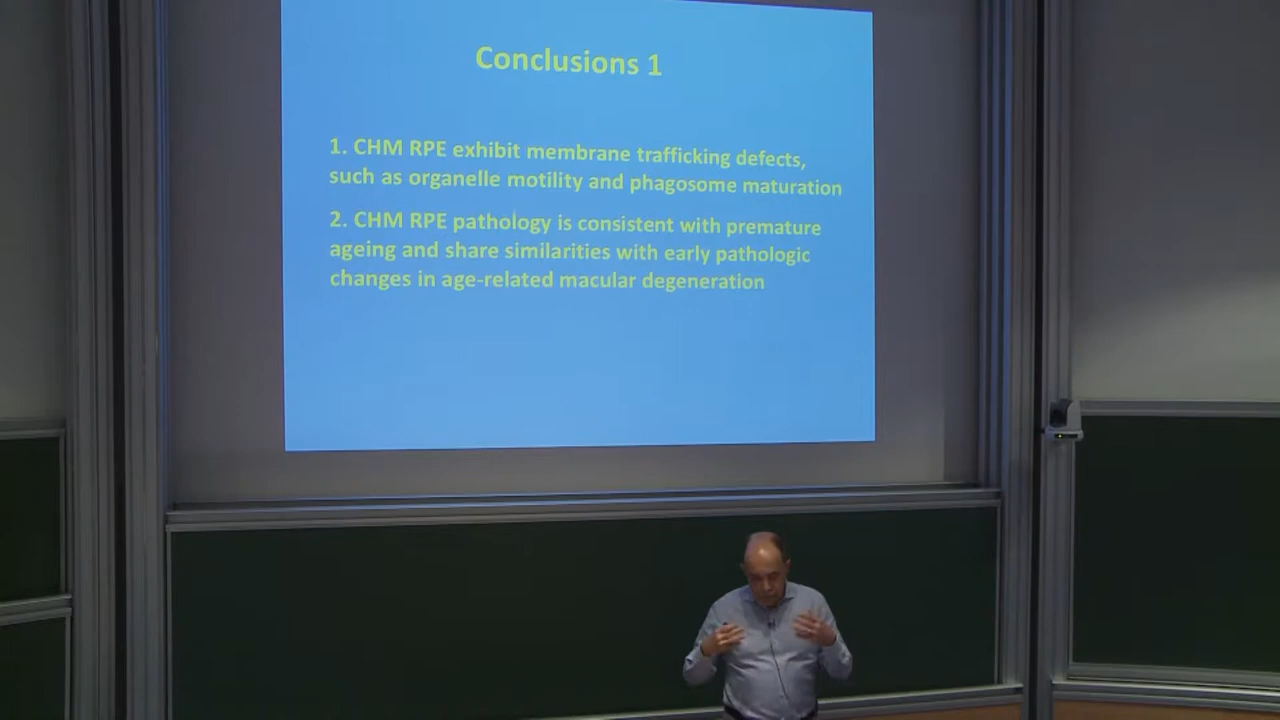 Conclusions 1
1. CHM RPE exhibit membrane trafficking defects,
such as organelle motility and phagosome maturation
2. CHM RPE pathology is consistent with premature
ageing and share similarities with early pathologic
changes in age-related macular degeneration